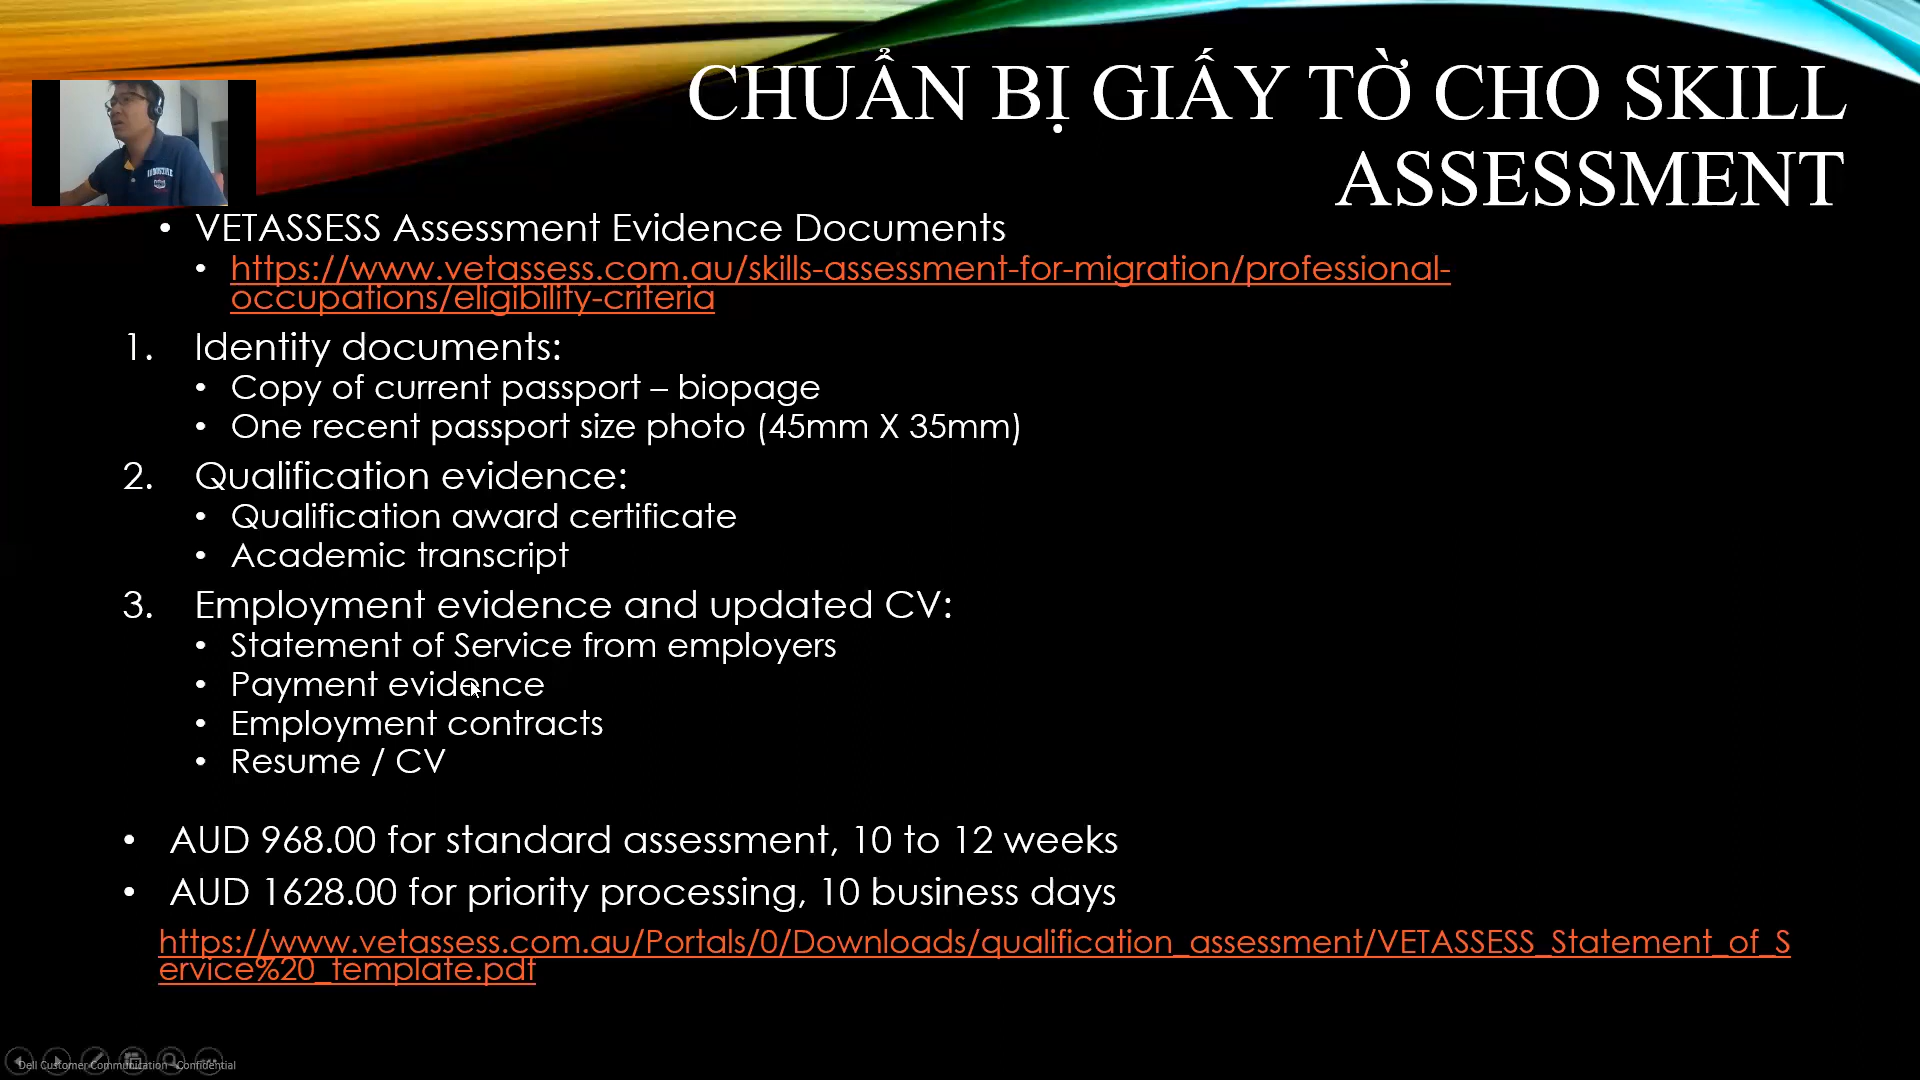 CHUẨN BỊ GIẤY TỜ CHO SKILL
ASSESSMENT
• VETASSESS Assessment Evidence Documents
• https://www.vetassess.com.au/skills-assessment-for-migration/professional-
occupations/eligibility-criteria
1. Identity documents:
• Copy of current passport – biopage
• One recent passport size photo (45mm X 35mm)
2. Qualification evidence:
• Qualification award certificate
• Academic transcript
3. Employment evidence and updated CV:
• Statement of Service from employers
• Payment evidence
• Employment contracts
• Resume / CV
• AUD 968.00 for standard assessment, 10 to 12 weeks
• AUD 1628.00 for priority processing, 10 business days
https://www.vetassess.com.au/Portals/0/Downloads/qualification_assessment/VETASSESS_Statement_of_S
ervice%20_template.pdf
Dell Customer Communication - Confidential